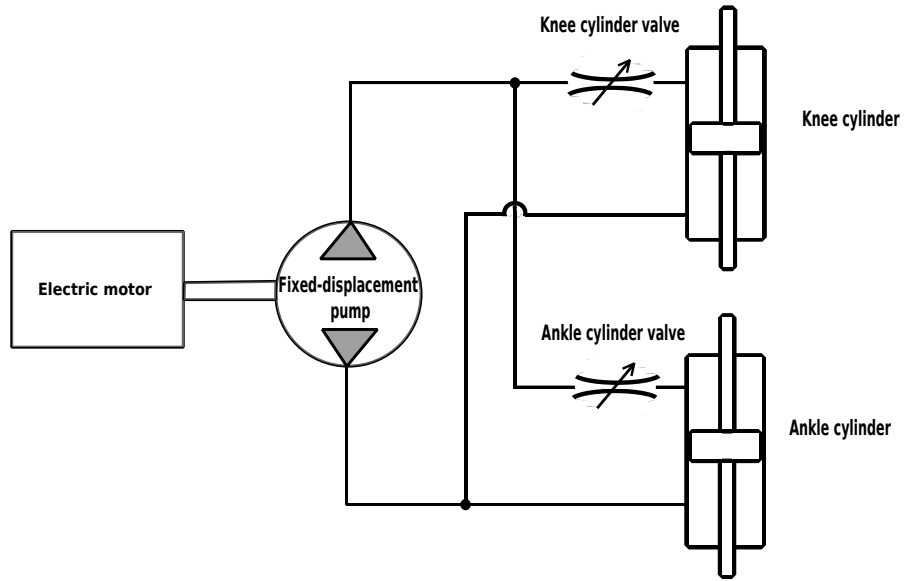 Knee cylinder valve
Knee cylinder
Electric motor
Fixed-displacement
pump
Ankle cylinder valve
Ankle cylinder